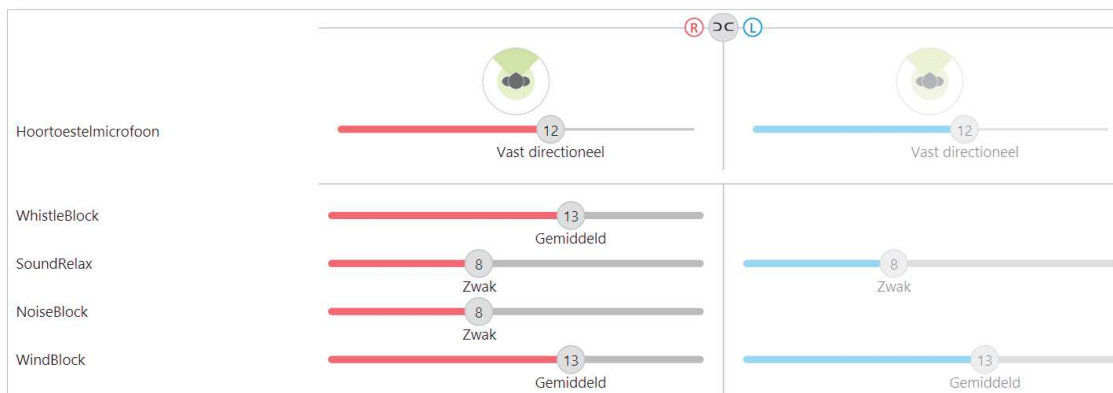 R L
Hoortoestelmicrofoon 12 12
Vast directioneel Vast directioneel
WhistleBlock 13
Gemiddeld
SoundRelax 8 8
Zwak Zwak
NoiseBlock 8
Zwak
WindBlock 13 13
Gemiddeld Gemiddeld